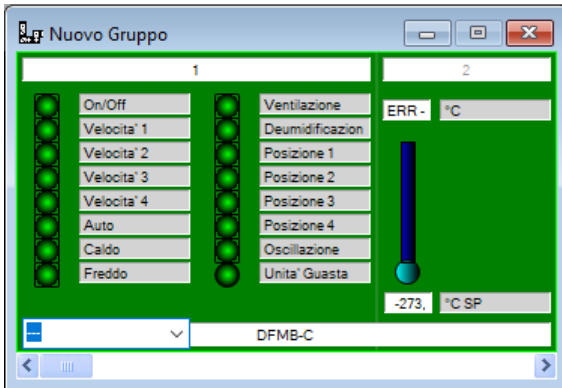 Nuovo Gruppo
1
2
On/Off
Ventilazione
ERR -
°C
Velocita' 1
Deumidificazion
Velocita' 2
Posizione 1
Velocita' 3
Posizione 2
Velocita' 4
Posizione 3
Auto
Posizione 4
Caldo
Oscillazione
Freddo
Unita' Guasta
-273,
°C SP
---
DFMB-C